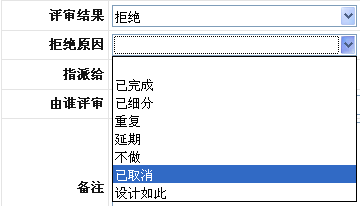 评审结果 拒绝
拒绝原因
指派给
由谁评审
备注
已完成
已细分
重复
延期
不做
已取消
设计如此